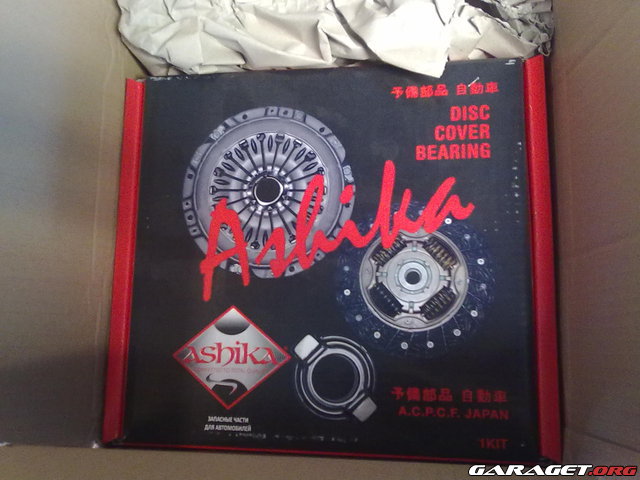 予備部品 自動車
DISC
COVER
BEARING
Ashika
ASHIKA
ЗАПАСНЫЕ ЧАСТИ
ДЛЯ АВТОМОБИЛЕЙ
予備部品 自動車
A.C.P.C.F. JAPAN
1KIT
GARAGET.ORG